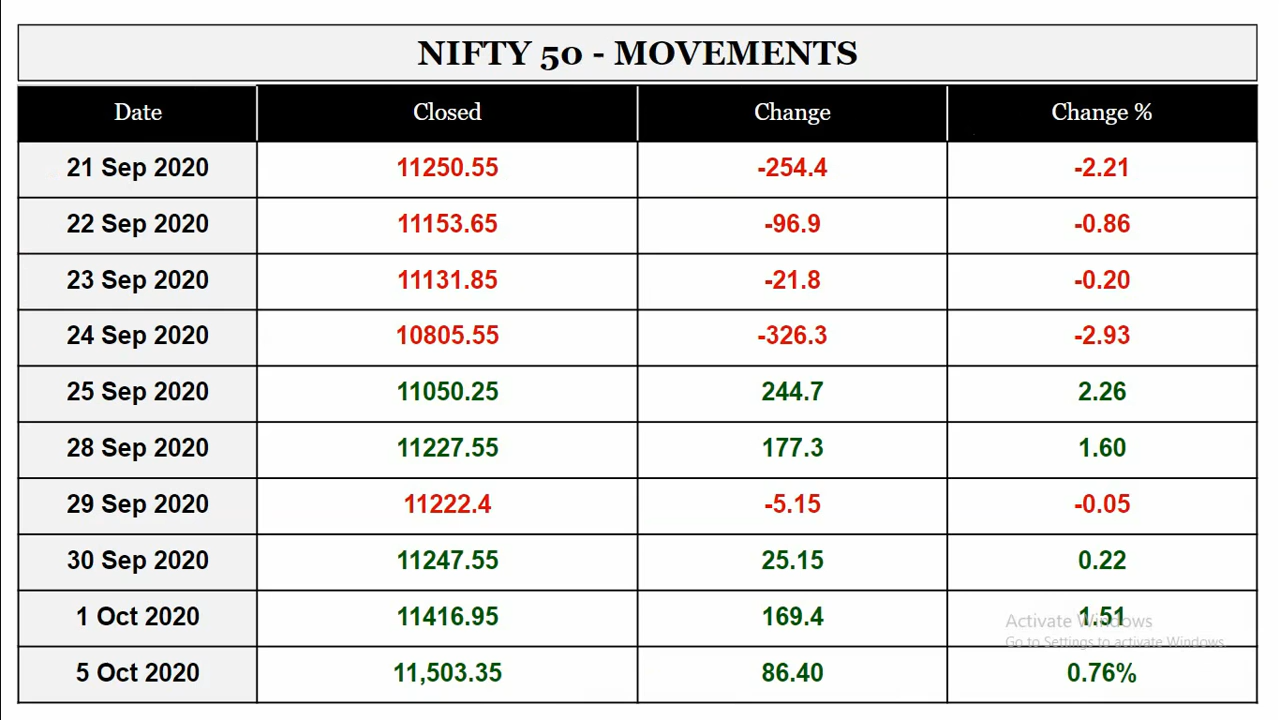 NIFTY 50 - MOVEMENTS
Date Closed Change Change %
21 Sep 2020 11250.55 -254.4 -2.21
22 Sep 2020 11153.65 -96.9 -0.86
23 Sep 2020 11131.85 -21.8 -0.20
24 Sep 2020 10805.55 -326.3 -2.93
25 Sep 2020 11050.25 244.7 2.26
28 Sep 2020 11227.55 177.3 1.60
29 Sep 2020 11222.4 -5.15 -0.05
30 Sep 2020 11247.55 25.15 0.22
1 Oct 2020 11416.95 169.4 1.51
Activate Windows
Go to Settings to activate Windows.
5 Oct 2020 11,503.35 86.40 0.76%